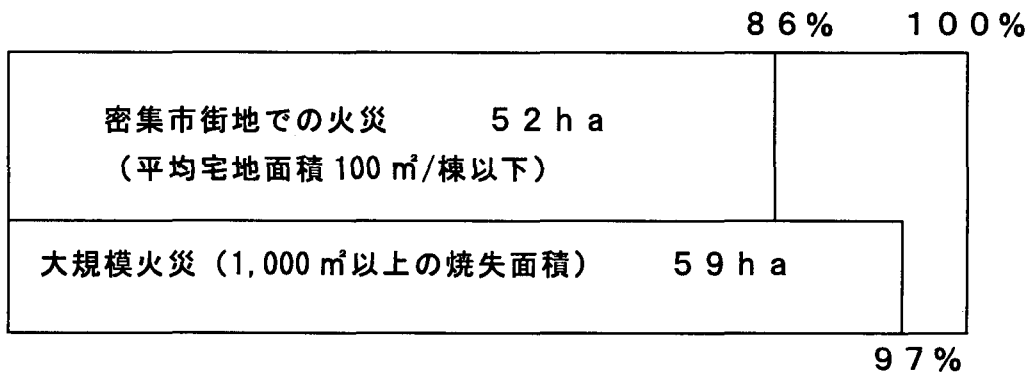 86% 100%
密集市街地での火災 52ha
（平均宅地面積100㎡/棟以下）
大規模火災（1,000㎡以上の焼失面積） 59ha
97%